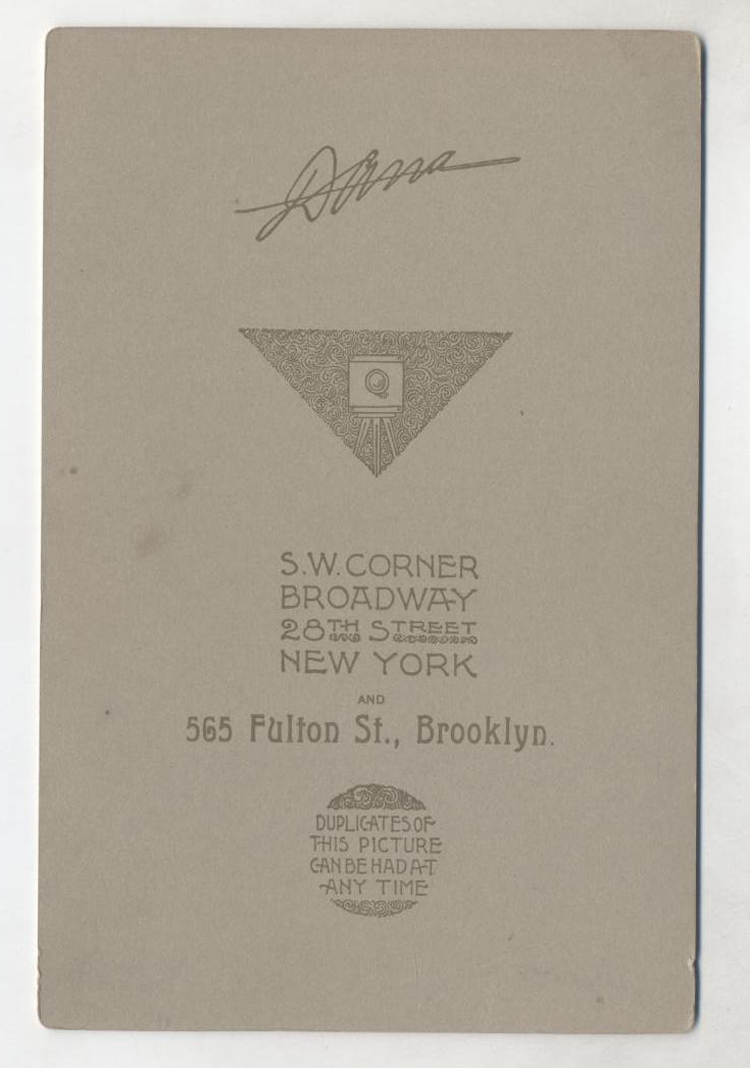 Dana
S.W. CORNER
BROADWAY
28TH STREET
NEW YORK
AND
565 Fulton St., Brooklyn.
DUPLICATES OF
THIS PICTURE
CAN BE HAD AT
ANY TIME